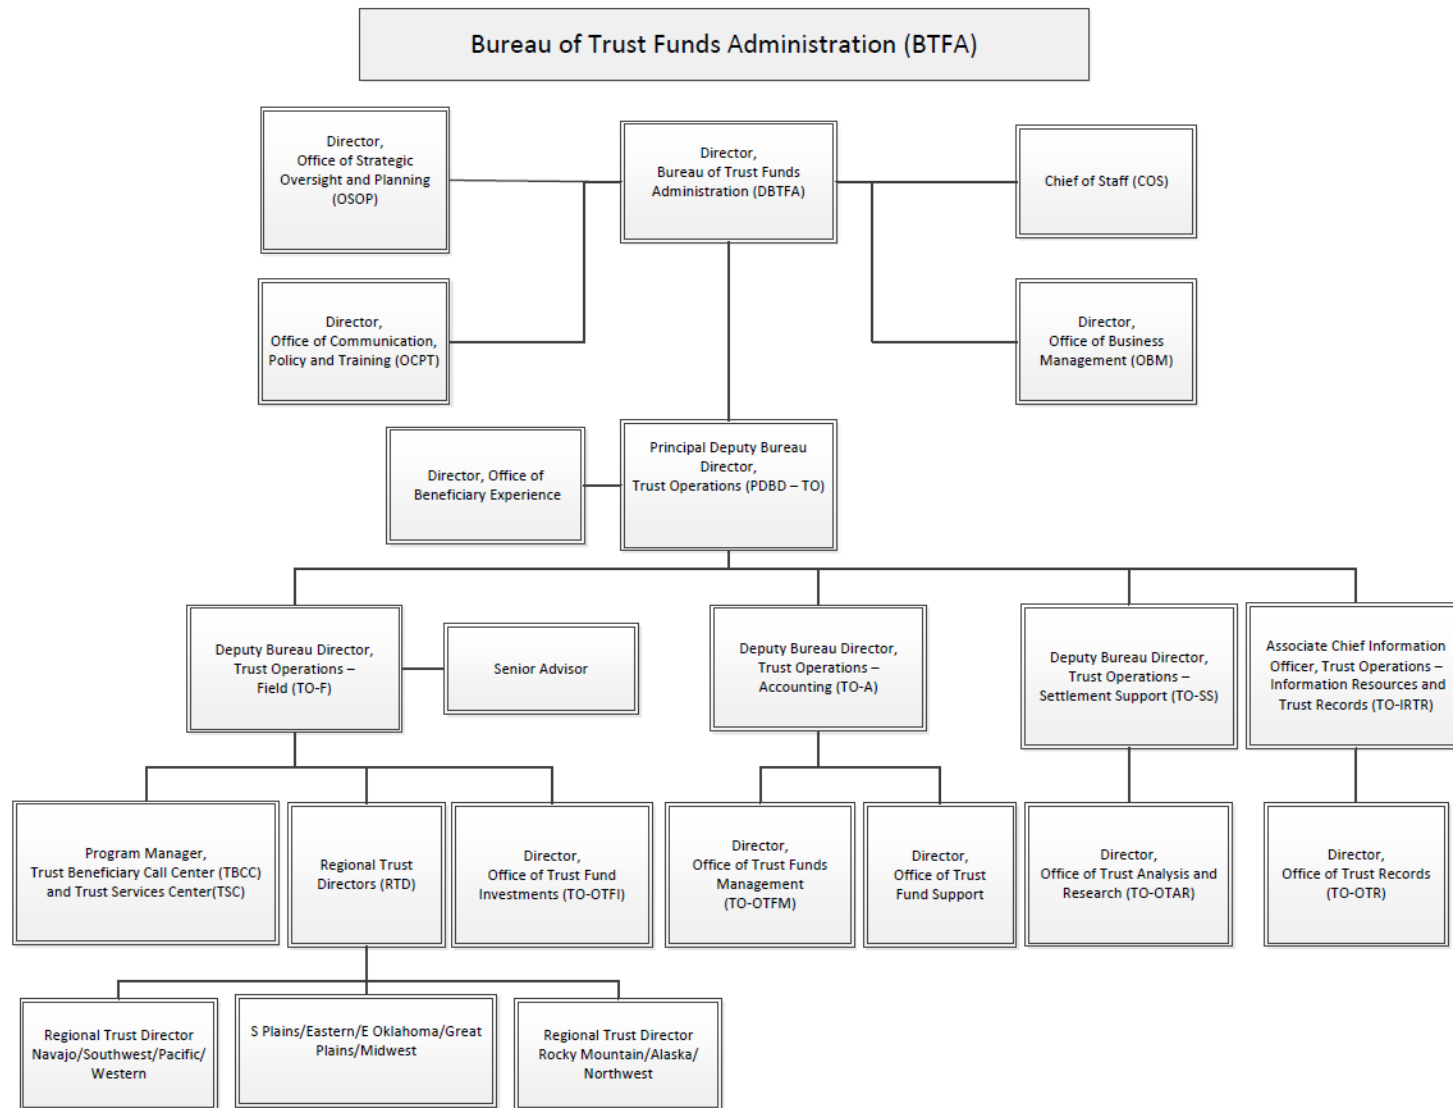 Bureau of Trust Funds Administration (BTFA)
Director,
Office of Strategic
Oversight and Planning
(OSOP)
Director,
Bureau of Trust Funds
Administration (DBTFA)
Chief of Staff (COS)
Director,
Office of Communication,
Policy and Training (OCPT)
Director,
Office of Business
Management (OBM)
Director, Office of
Beneficiary Experience
Principal Deputy Bureau
Director,
Trust Operations (PDBD – TO)
Deputy Bureau Director,
Trust Operations –
Field (TO-F)
Senior Advisor
Deputy Bureau Director,
Trust Operations –
Accounting (TO-A)
Deputy Bureau Director,
Trust Operations –
Settlement Support (TO-SS)
Associate Chief Information
Officer, Trust Operations –
Information Resources and
Trust Records (TO-IRTR)
Program Manager,
Trust Beneficiary Call Center (TBCC)
and Trust Services Center(TSC)
Regional Trust
Directors (RTD)
Director,
Office of Trust Fund
Investments (TO-OTFI)
Director,
Office of Trust Funds
Management
(TO-OTFM)
Director,
Office of Trust
Fund Support
Director,
Office of Trust Analysis and
Research (TO-OTAR)
Director,
Office of Trust Records
(TO-OTR)
Regional Trust Director
Navajo/Southwest/Pacific/
Western
S Plains/Eastern/E Oklahoma/Great
Plains/Midwest
Regional Trust Director
Rocky Mountain/Alaska/
Northwest